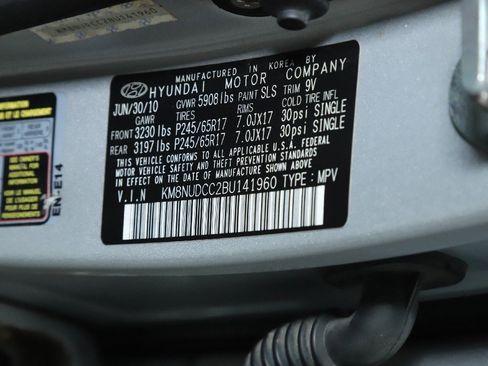 KM8NUDCC2BU141960
MANUFACTURED IN KOREA BY
HYUNDAI MOTOR COMPANY
JUN/30/10 GVWR 5908 lbs PAINT SLS TRIM 9V
GAWR TIRES RIMS COLD TIRE INFL
FRONT 3230 lbs P245/65R17 7.0JX17 30psi SINGLE
REAR 3197 lbs P245/65R17 7.0JX17 30psi SINGLE
THIS VEHICLE CONFORMS TO ALL APPLICABLE U.S.A. FEDERAL
MOTOR VEHICLE SAFETY, BUMPER, AND THEFT PREVENTION
STANDARDS IN EFFECT ON THE DATE OF MANUFACTURE SHOWN ABOVE.
V.I.N KM8NUDCC2BU141960 TYPE: MPV
EN-E14